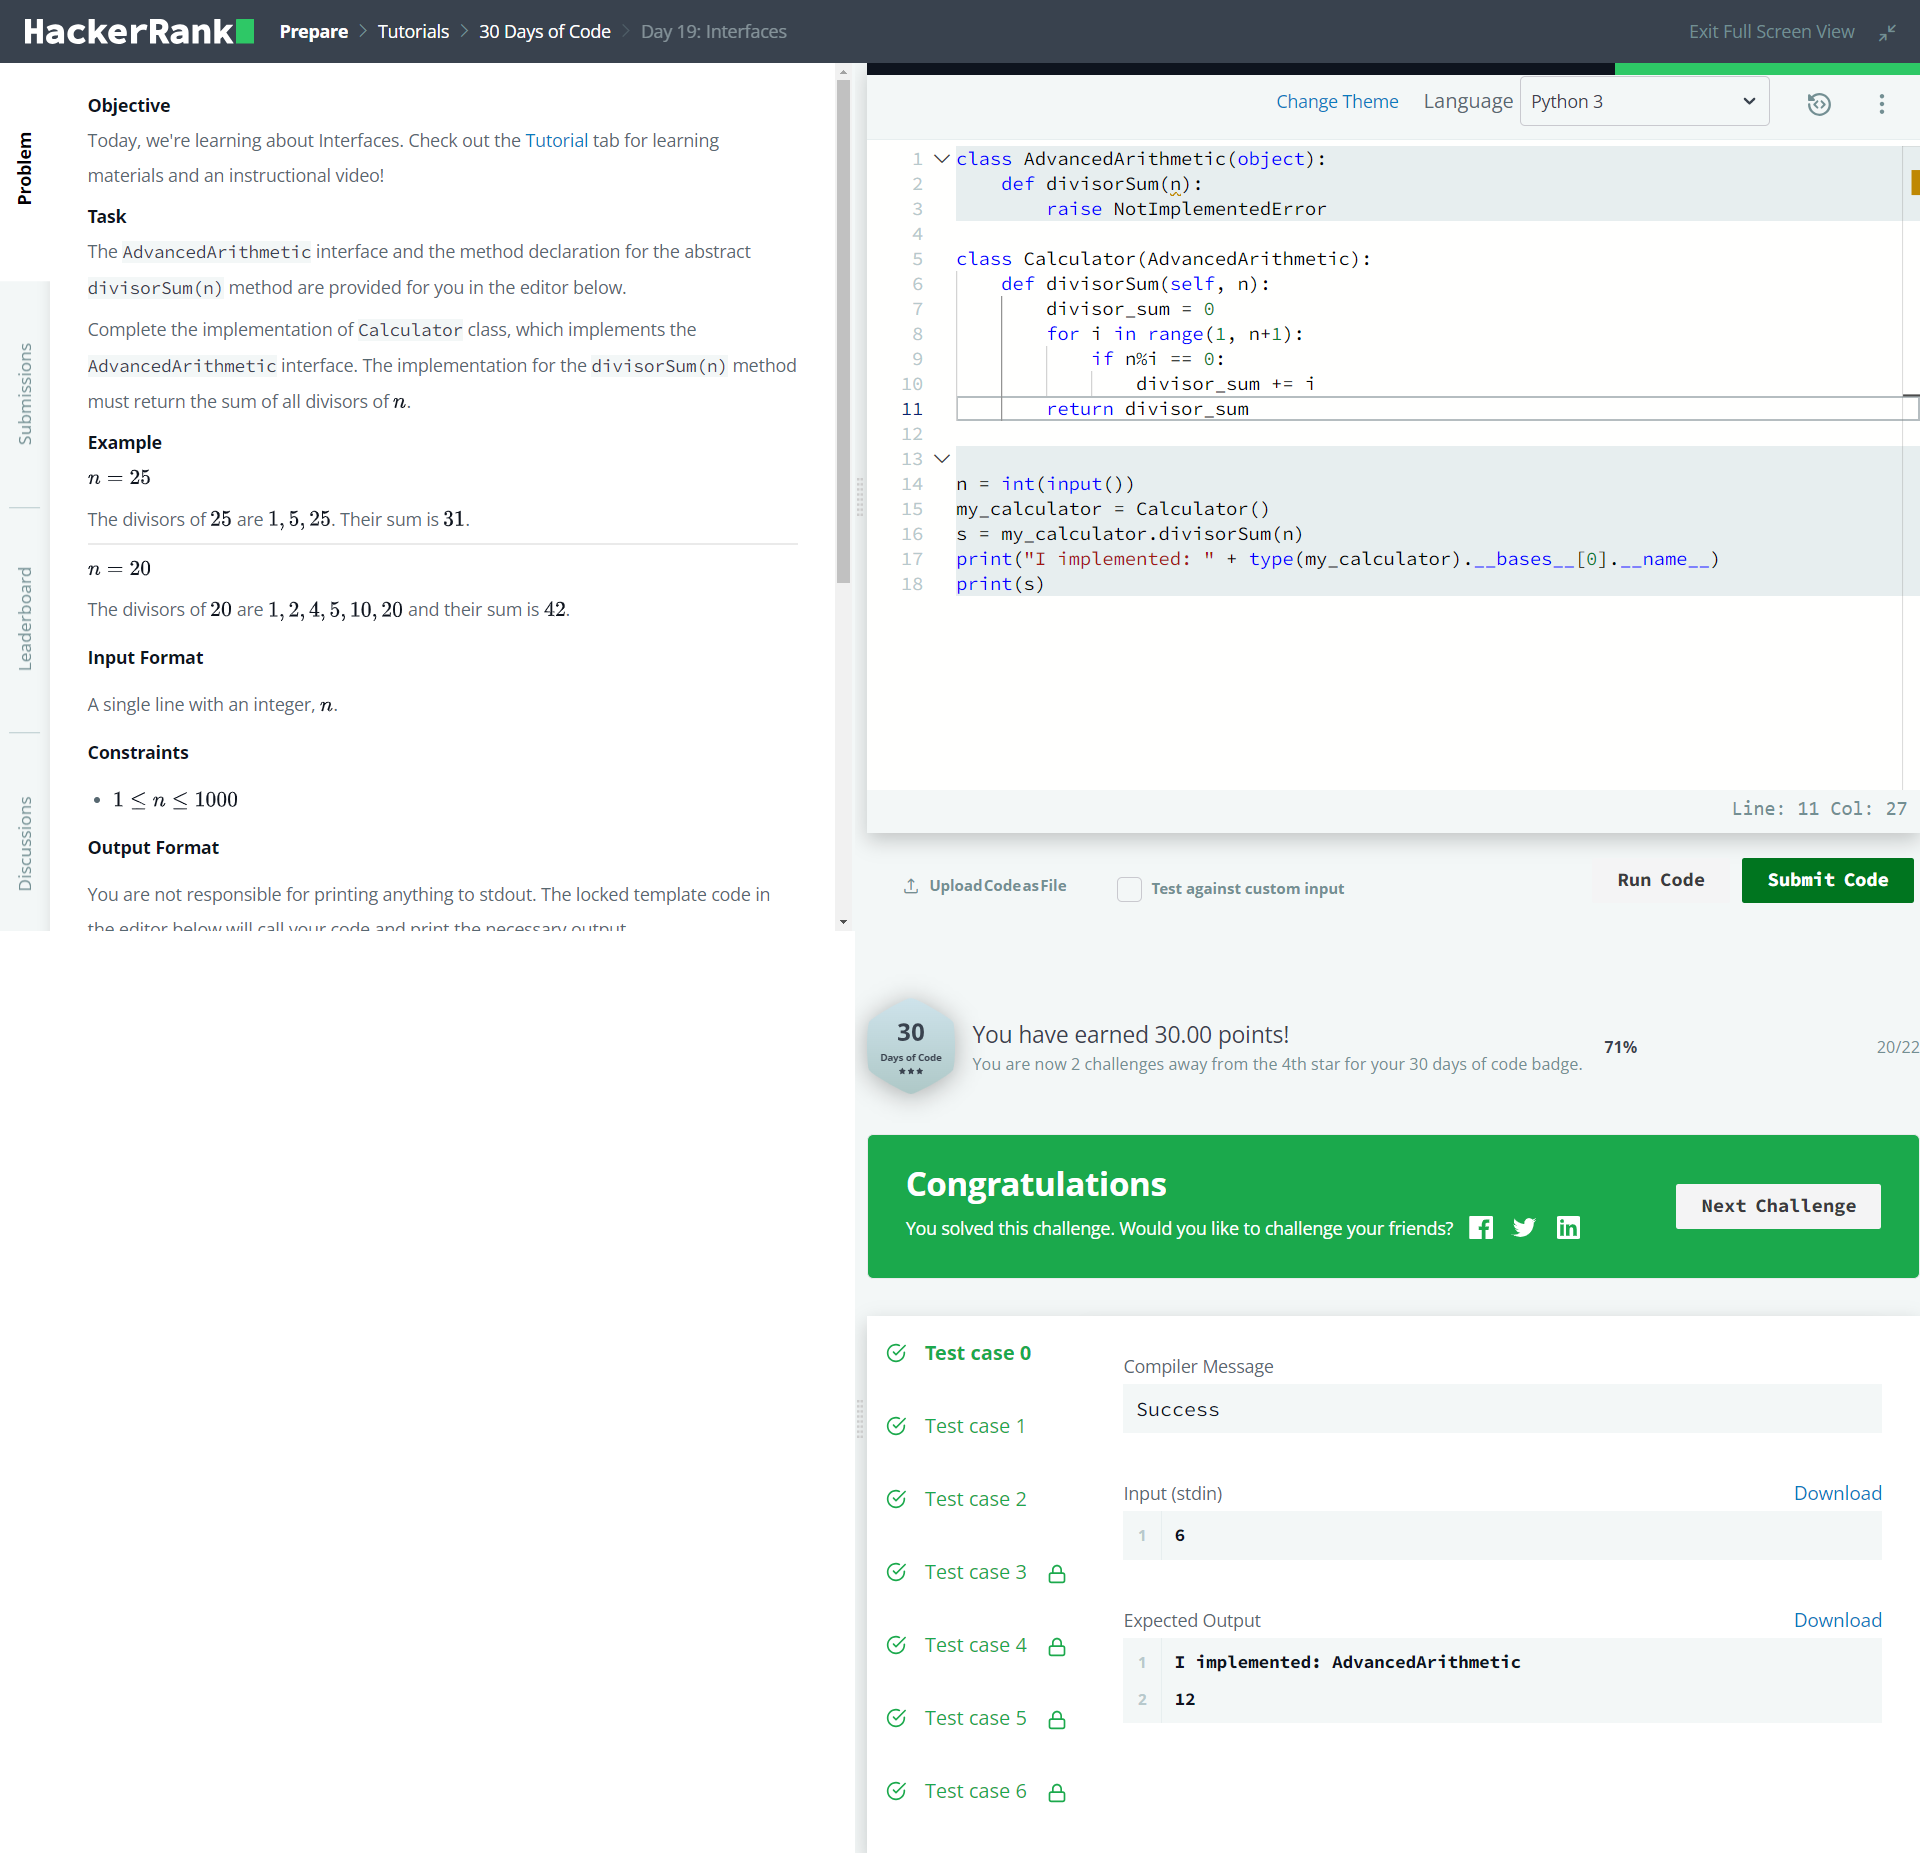 HackerRank
Prepare > Tutorials > 30 Days of Code > Day 19: Interfaces
Exit Full Screen View
Problem
Submissions
Leaderboard
Discussions
Objective
Today, we're learning about Interfaces. Check out the Tutorial tab for learning
materials and an instructional video!
Task
The AdvancedArithmetic interface and the method declaration for the abstract
divisorSum(n) method are provided for you in the editor below.
Complete the implementation of Calculator class, which implements the
AdvancedArithmetic interface. The implementation for the divisorSum(n) method
must return the sum of all divisors of n.
Example
n = 25
The divisors of 25 are 1, 5, 25. Their sum is 31.
n = 20
The divisors of 20 are 1, 2, 4, 5, 10, 20 and their sum is 42.
Input Format
A single line with an integer, n.
Constraints
• 1 ≤ n ≤ 1000
Output Format
You are not responsible for printing anything to stdout. The locked template code in
the editor below will call your code and print the necessary output.
Change Theme Language Python 3
1 class AdvancedArithmetic(object):
2     def divisorSum(n):
3         raise NotImplementedError
4
5 class Calculator(AdvancedArithmetic):
6     def divisorSum(self, n):
7         divisor_sum = 0
8         for i in range(1, n+1):
9             if n%i == 0:
10                 divisor_sum += i
11         return divisor_sum
12
13
14 n = int(input())
15 my_calculator = Calculator()
16 s = my_calculator.divisorSum(n)
17 print("I implemented: " + type(my_calculator).__bases__[0].__name__)
18 print(s)
Line: 11 Col: 27
Upload Code as File
Test against custom input
Run Code
Submit Code
30
Days of Code
★★★
You have earned 30.00 points!
You are now 2 challenges away from the 4th star for your 30 days of code badge.
71%
20/22
Congratulations
You solved this challenge. Would you like to challenge your friends?
Next Challenge
Test case 0
Test case 1
Test case 2
Test case 3
Test case 4
Test case 5
Test case 6
Compiler Message
Success
Input (stdin)
Download
1 6
Expected Output
Download
1 I implemented: AdvancedArithmetic
2 12